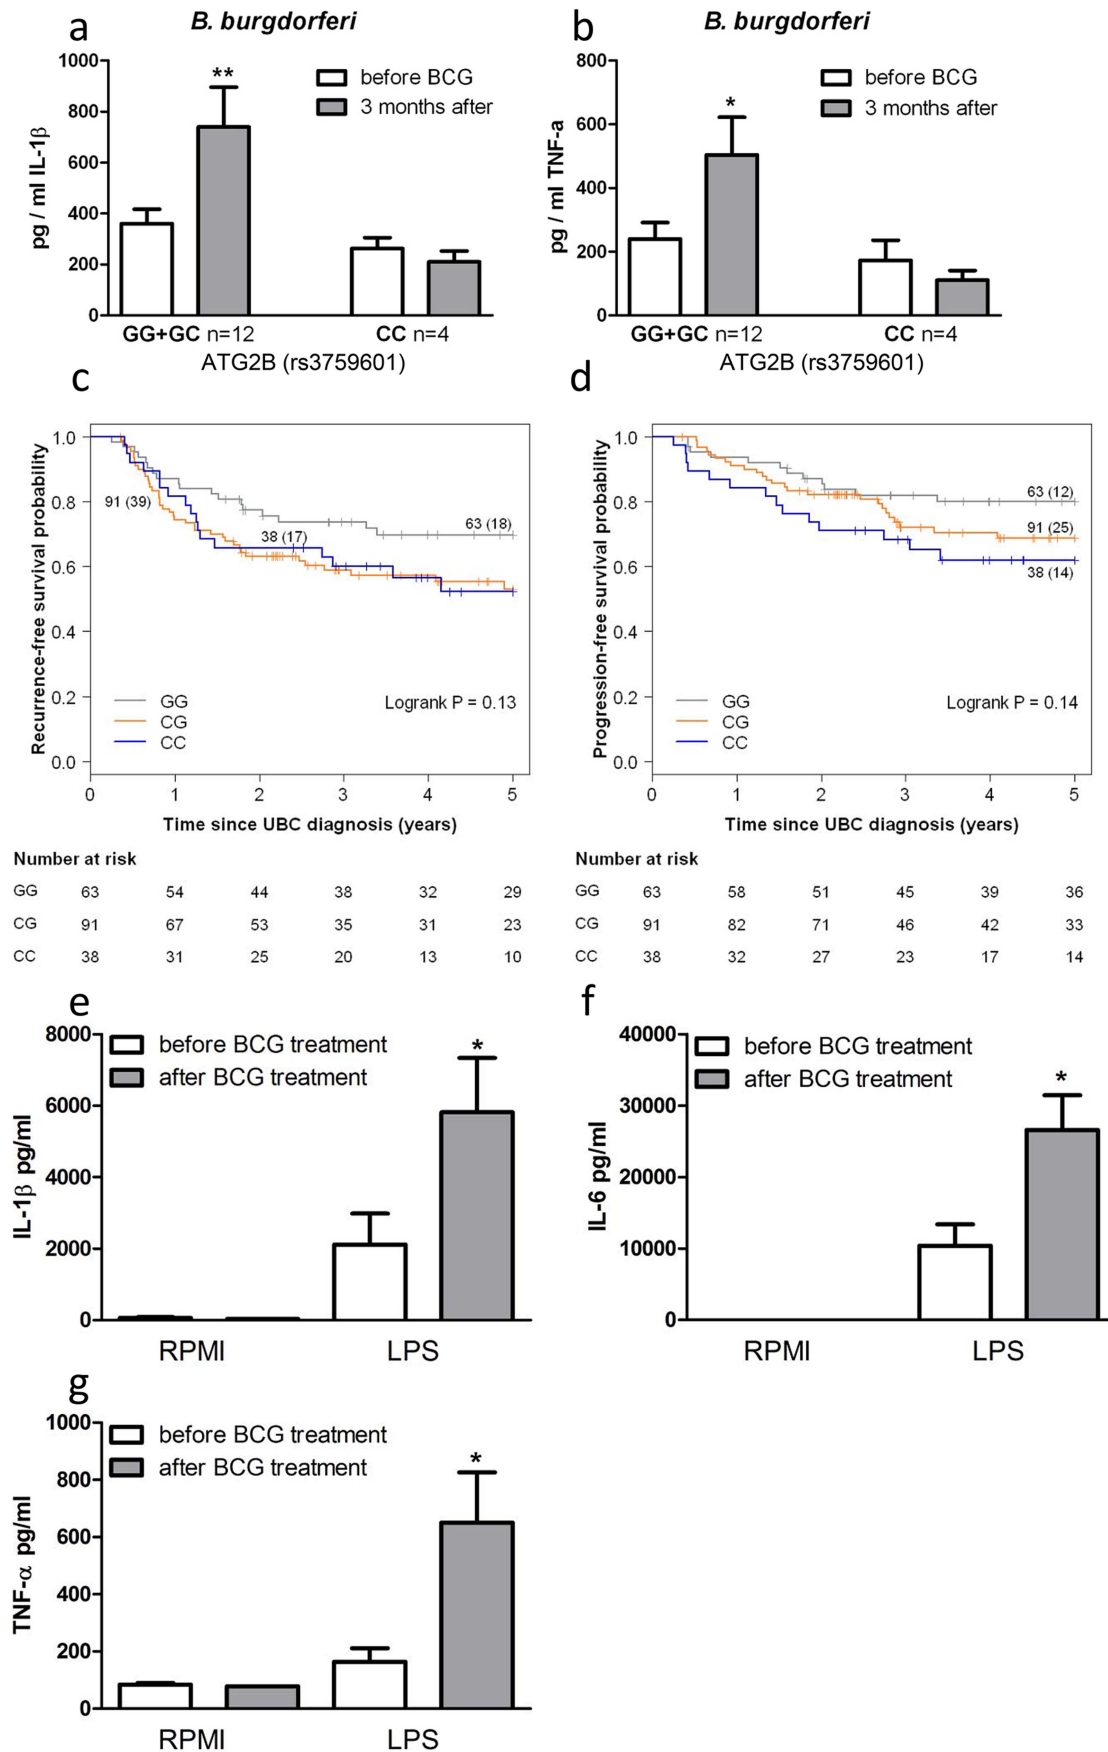 a
B. burgdorferi
1000
800
600
400
200
0
pg / ml IL-1β
**
before BCG
3 months after
GG+GC n=12
CC n=4
ATG2B (rs3759601)
b
B. burgdorferi
800
600
400
200
0
pg / ml TNF-a
*
before BCG
3 months after
GG+GC n=12
CC n=4
ATG2B (rs3759601)
c
Recurrence-free survival probability
1.0
0.8
0.6
0.4
0.2
0.0
91 (39)
38 (17)
63 (18)
GG
CG
CC
Logrank P = 0.13
0 1 2 3 4 5
Time since UBC diagnosis (years)
Number at risk
GG 63 54 44 38 32 29
CG 91 67 53 35 31 23
CC 38 31 25 20 13 10
d
Progression-free survival probability
1.0
0.8
0.6
0.4
0.2
0.0
63 (12)
91 (25)
38 (14)
GG
CG
CC
Logrank P = 0.14
0 1 2 3 4 5
Time since UBC diagnosis (years)
Number at risk
GG 63 58 51 45 39 36
CG 91 82 71 46 42 33
CC 38 32 27 23 17 14
e
8000
6000
4000
2000
0
IL-1β pg/ml
before BCG treatment
after BCG treatment
*
RPMI LPS
f
40000
30000
20000
10000
0
IL-6 pg/ml
before BCG treatment
after BCG treatment
*
RPMI LPS
g
1000
800
600
400
200
0
TNF-α pg/ml
before BCG treatment
after BCG treatment
*
RPMI LPS